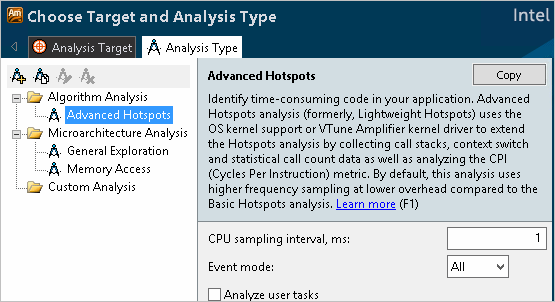 Am Choose Target and Analysis Type Intel
Analysis Target Analysis Type
Algorithm Analysis
Advanced Hotspots
Microarchitecture Analysis
General Exploration
Memory Access
Custom Analysis
Advanced Hotspots Copy
Identify time-consuming code in your application. Advanced
Hotspots analysis (formerly, Lightweight Hotspots) uses the
OS kernel support or VTune Amplifier kernel driver to extend
the Hotspots analysis by collecting call stacks, context switch
and statistical call count data as well as analyzing the CPI
(Cycles Per Instruction) metric. By default, this analysis uses
higher frequency sampling at lower overhead compared to the
Basic Hotspots analysis. Learn more (F1)
CPU sampling interval, ms: 1
Event mode: All
Analyze user tasks